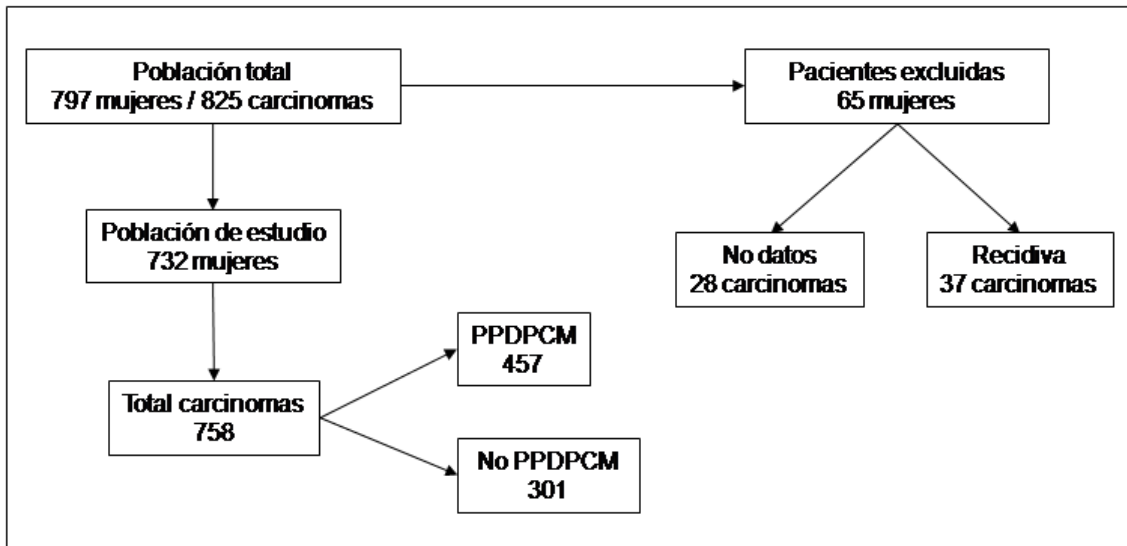 Población total
797 mujeres / 825 carcinomas
Pacientes excluidas
65 mujeres
Población de estudio
732 mujeres
No datos
28 carcinomas
Recidiva
37 carcinomas
PPDPCM
457
Total carcinomas
758
No PPDPCM
301